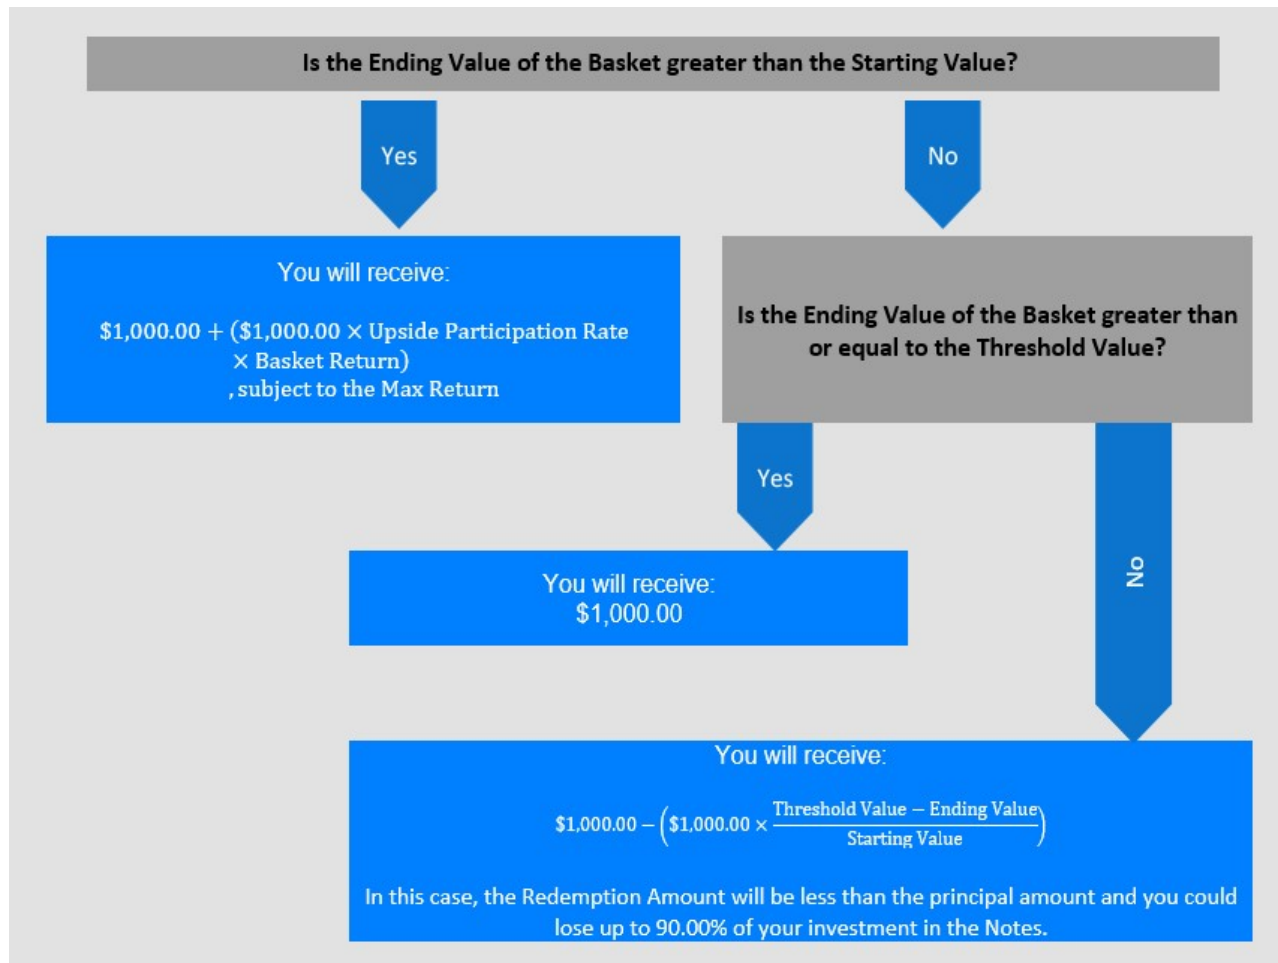 Is the Ending Value of the Basket greater than the Starting Value?
Yes
No
You will receive:
$1,000.00 + ($1,000.00 × Upside Participation Rate
× Basket Return)
, subject to the Max Return
Is the Ending Value of the Basket greater than
or equal to the Threshold Value?
Yes
No
You will receive:
$1,000.00
You will receive:
$1,000.00 − ($1,000.00 × (Threshold Value − Ending Value)/(Starting Value))
In this case, the Redemption Amount will be less than the principal amount and you could
lose up to 90.00% of your investment in the Notes.